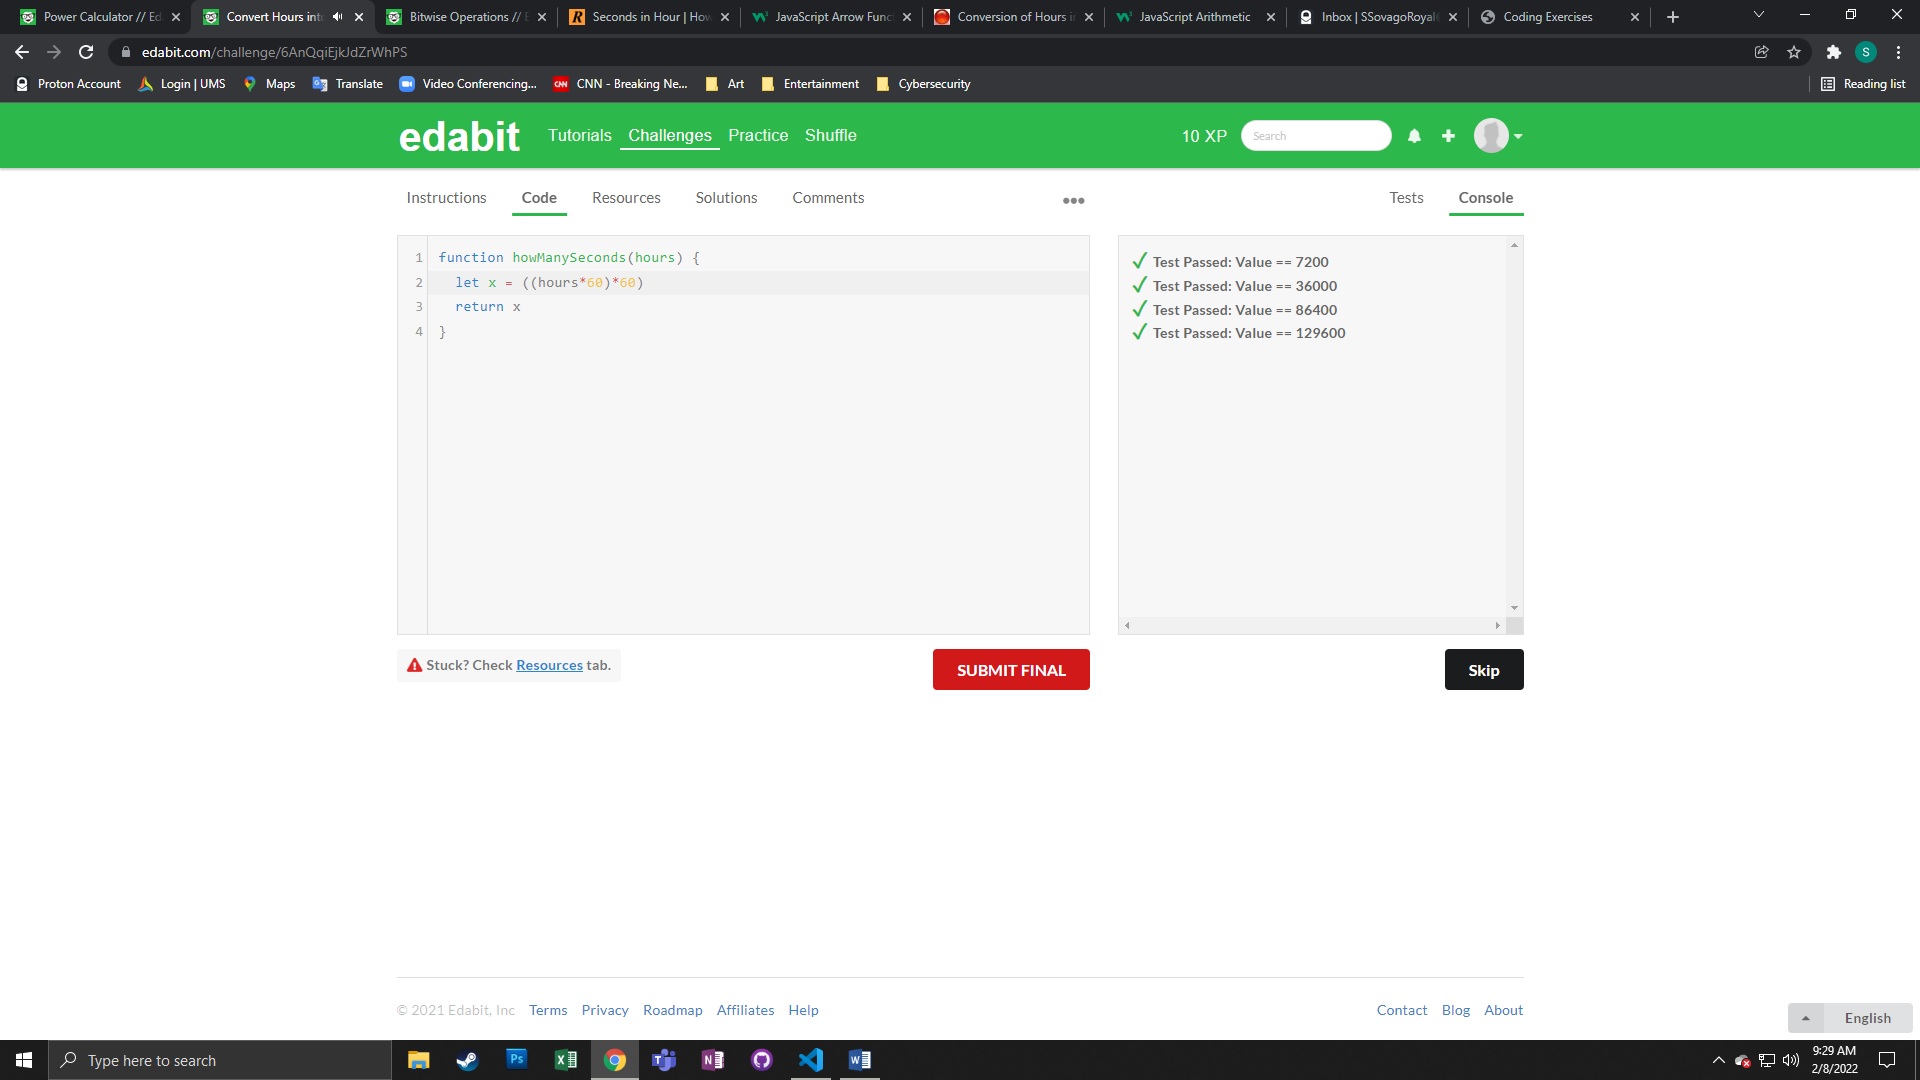 Power Calculator // Ed
Convert Hours int
Bitwise Operations // E
Seconds in Hour | How
JavaScript Arrow Func
Conversion of Hours i
JavaScript Arithmetic
Inbox | SSovagoRoyal
Coding Exercises
edabit.com/challenge/6AnQqiEjkJdZrWhPS
S
Proton Account
Login | UMS
Maps
Translate
Video Conferencing...
CNN - Breaking Ne...
Art
Entertainment
Cybersecurity
Reading list
edabit
Tutorials
Challenges
Practice
Shuffle
10 XP
Search
Instructions
Code
Resources
Solutions
Comments
Tests
Console
1 function howManySeconds(hours) {
2 let x = ((hours*60)*60)
3 return x
4 }
Test Passed: Value == 7200
Test Passed: Value == 36000
Test Passed: Value == 86400
Test Passed: Value == 129600
Stuck? Check Resources tab.
SUBMIT FINAL
Skip
© 2021 Edabit, Inc
Terms
Privacy
Roadmap
Affiliates
Help
Contact
Blog
About
English
Type here to search
Ps
9:29 AM
2/8/2022